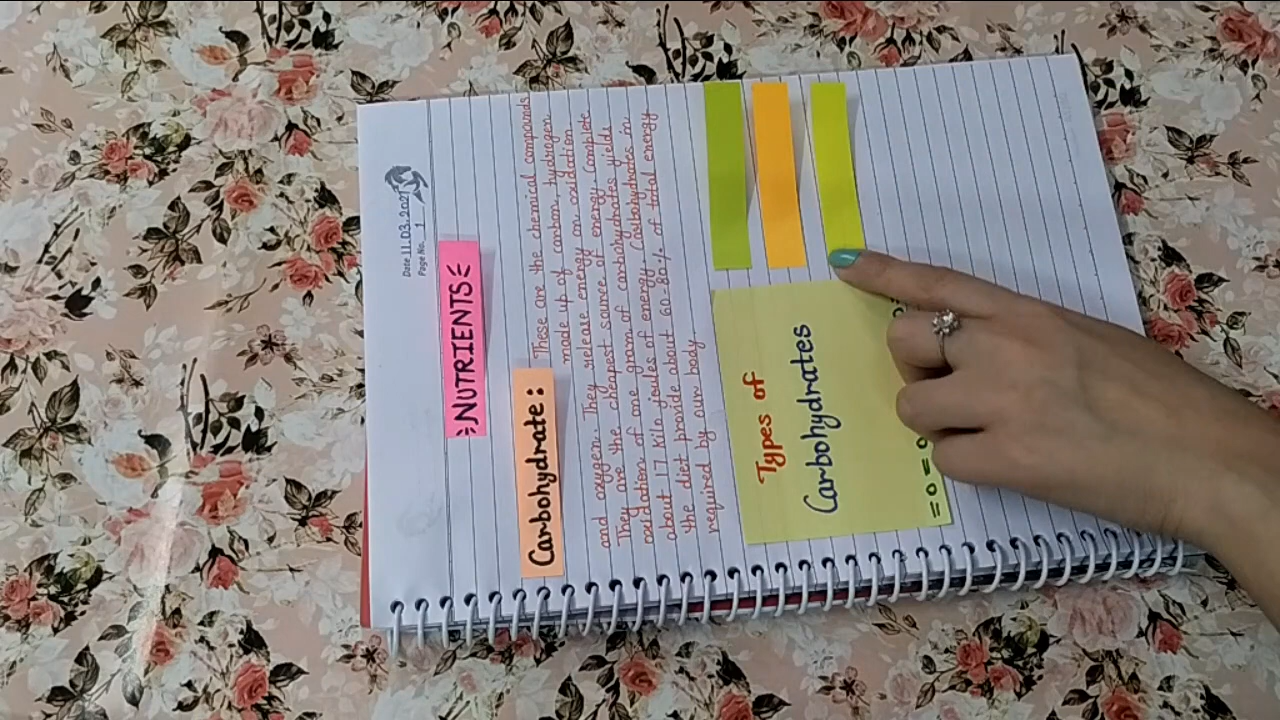 Date 11.03.2021
Page No. 1
NUTRIENTS
Carbohydrate: These are the chemical compounds
made up of carbon, hydrogen
and oxygen. They release energy on oxidation.
They are the cheapest source of energy. Complete
oxidation of one gram of carbohydrates yields
about 17 Kilo joules of energy. Carbohydrates in
the diet provide about 60-80% of total energy
required by our body.
Types of
Carbohydrates